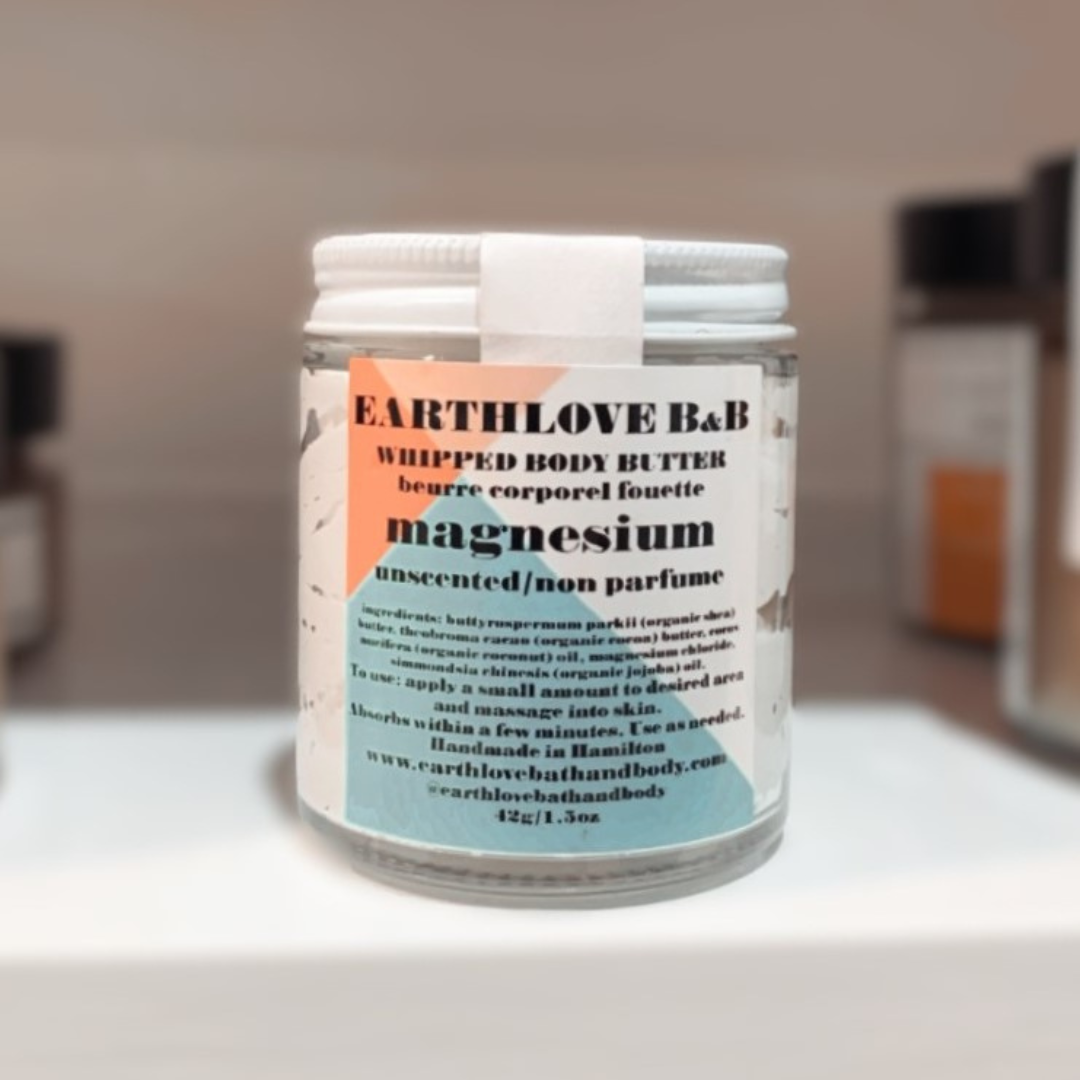 EARTHLOVE B&B
WHIPPED BODY BUTTER
beurre corporel fouette
magnesium
unscented/non parfume
ingredients: buttyrospermum parkii (organic shea)
butter, theobroma cacao (organic cocoa) butter, cocos
nucifera (organic coconut) oil, magnesium chloride,
simmondsia chinesis (organic jojoba) oil.
To use: apply a small amount to desired area
and massage into skin.
Absorbs within a few minutes. Use as needed.
Handmade in Hamilton
www.earthlovebathandbody.com
@earthlovebathandbody
42g/1.5oz